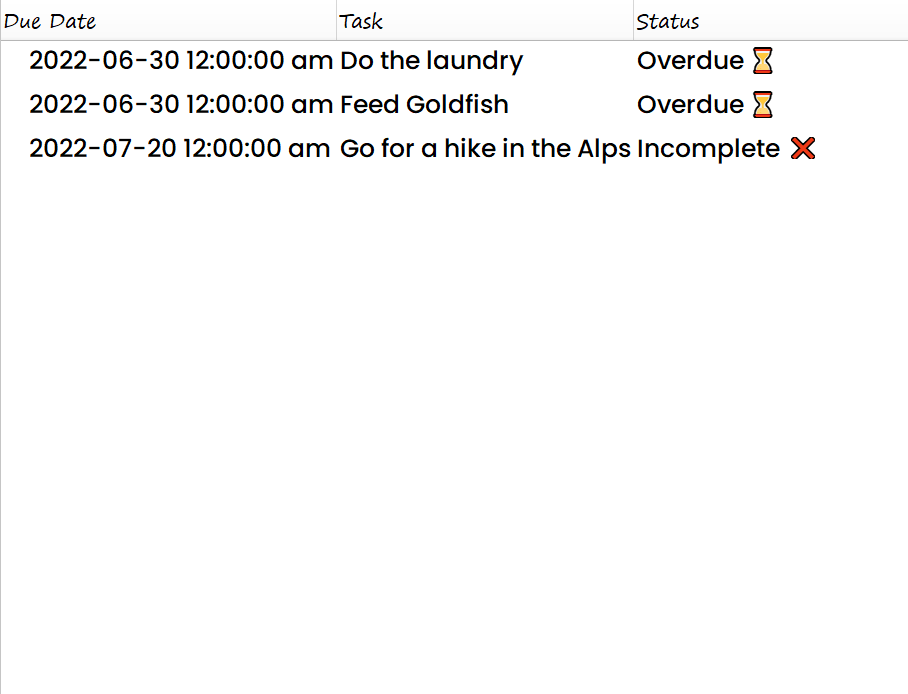 Due Date Task Status
2022-06-30 12:00:00 am Do the laundry Overdue ⏳
2022-06-30 12:00:00 am Feed Goldfish Overdue ⏳
2022-07-20 12:00:00 am Go for a hike in the Alps Incomplete ❌